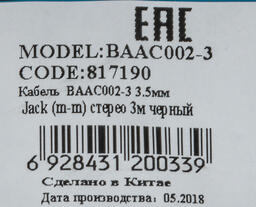 EAC
MODEL:BAAC002-3
CODE:817190
Кабель BAAC002-3 3.5мм
Jack (m-m) стерео 3м черный
6 928431 200339
Сделано в Китае
Дата производства: 05.2018